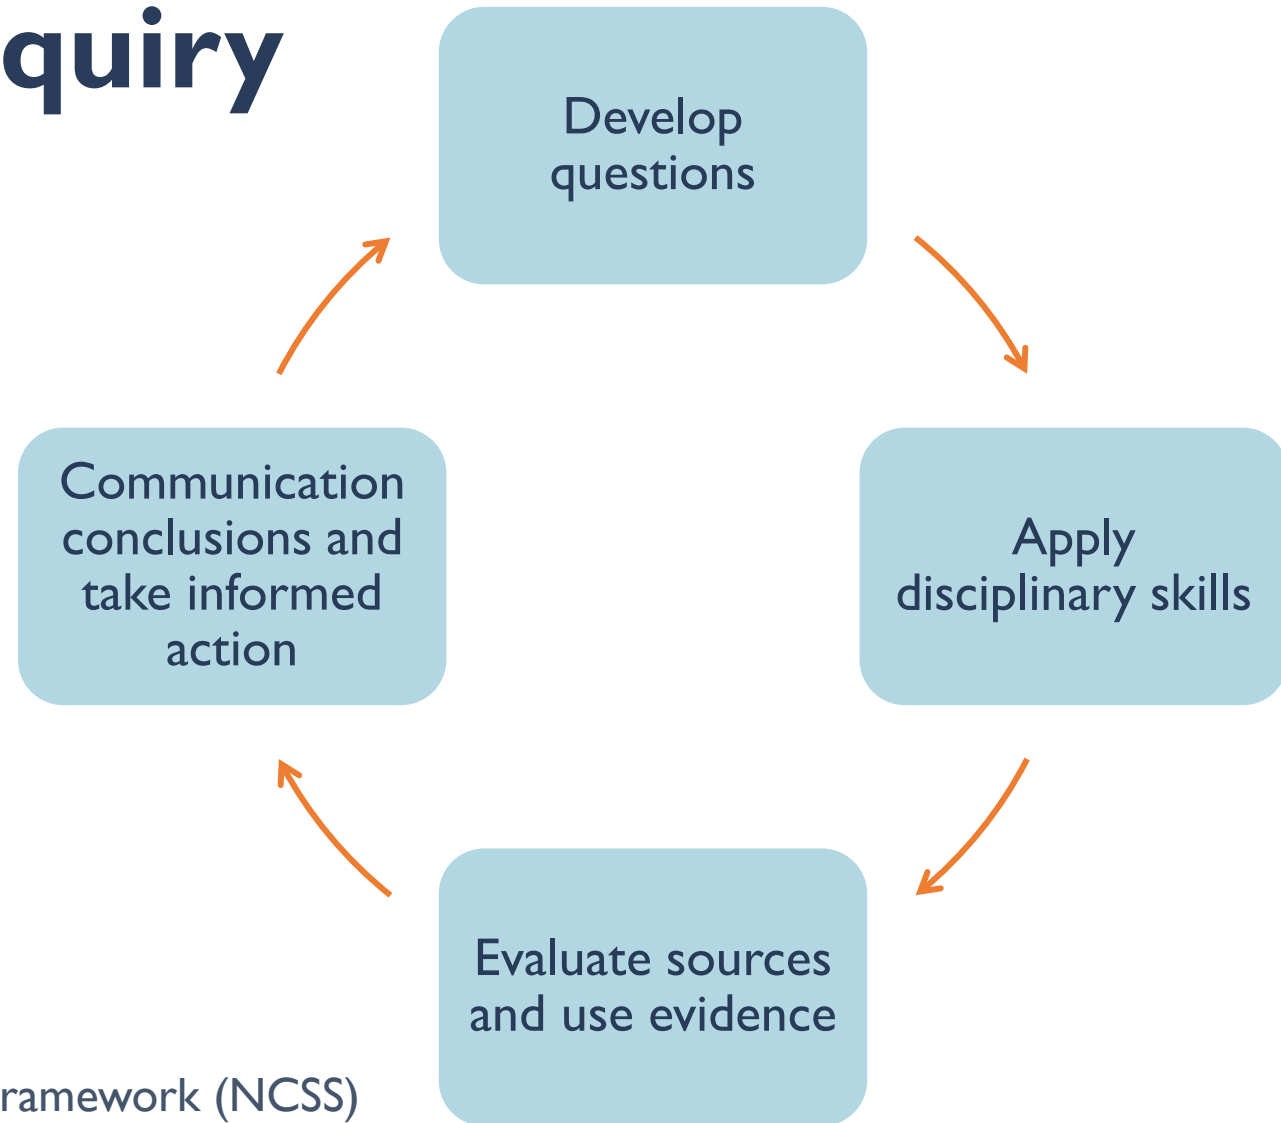 quiry
Develop
questions
Apply
disciplinary skills
Evaluate sources
and use evidence
Communication
conclusions and
take informed
action
ramework (NCSS)